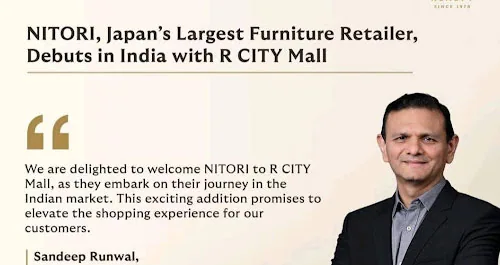 SINCE 1978
NITORI, Japan's Largest Furniture Retailer,
Debuts in India with R CITY Mall
We are delighted to welcome NITORI to R CITY
Mall, as they embark on their journey in the
Indian market. This exciting addition promises to
elevate the shopping experience for our
customers.
Sandeep Runwal,